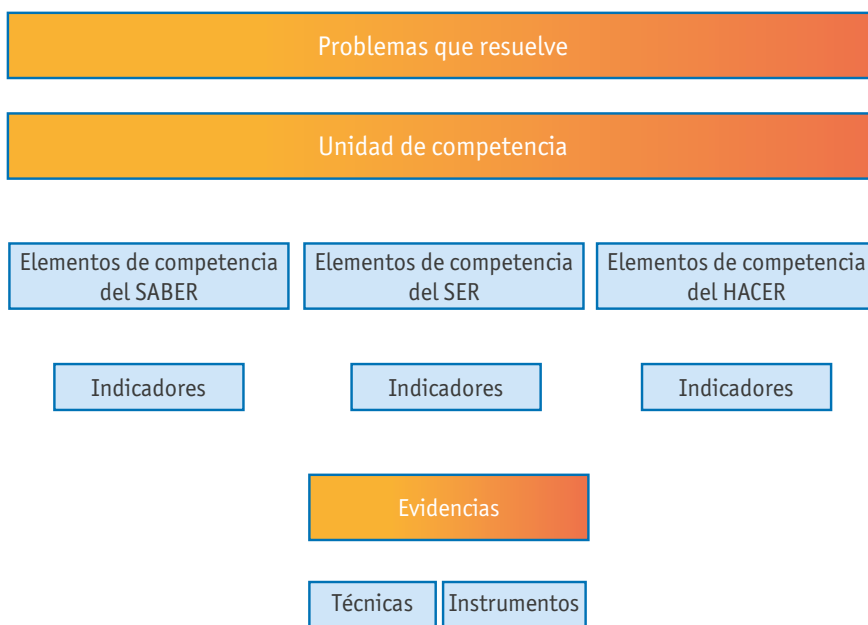 Problemas que resuelve
Unidad de competencia
Elementos de competencia
del SABER
Elementos de competencia
del SER
Elementos de competencia
del HACER
Indicadores
Indicadores
Indicadores
Evidencias
Técnicas
Instrumentos